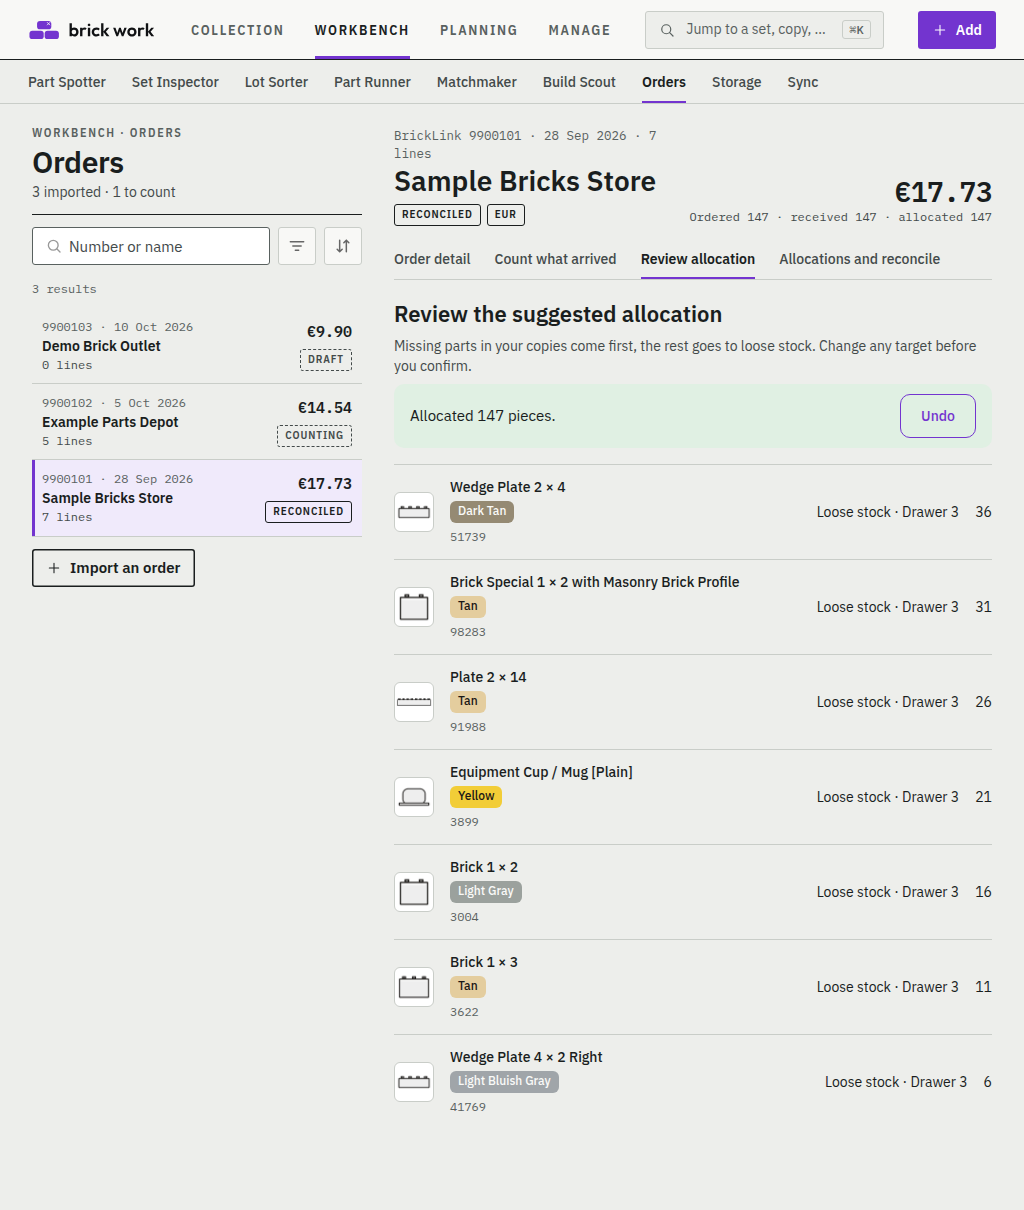 brick work
COLLECTION
WORKBENCH
PLANNING
MANAGE
Jump to a set, copy, ...
⌘K
Add
Part Spotter
Set Inspector
Lot Sorter
Part Runner
Matchmaker
Build Scout
Orders
Storage
Sync
WORKBENCH · ORDERS
Orders
3 imported · 1 to count
Number or name
3 results
9900103 · 10 Oct 2026
Demo Brick Outlet
0 lines
€9.90
DRAFT
9900102 · 5 Oct 2026
Example Parts Depot
5 lines
€14.54
COUNTING
9900101 · 28 Sep 2026
Sample Bricks Store
7 lines
€17.73
RECONCILED
Import an order
BrickLink 9900101 · 28 Sep 2026 · 7
lines
Sample Bricks Store
RECONCILED
EUR
€17.73
Ordered 147 · received 147 · allocated 147
Order detail
Count what arrived
Review allocation
Allocations and reconcile
Review the suggested allocation
Missing parts in your copies come first, the rest goes to loose stock. Change any target before
you confirm.
Allocated 147 pieces.
Undo
Wedge Plate 2 × 4
Dark Tan
51739
Loose stock · Drawer 3 36
Brick Special 1 × 2 with Masonry Brick Profile
Tan
98283
Loose stock · Drawer 3 31
Plate 2 × 14
Tan
91988
Loose stock · Drawer 3 26
Equipment Cup / Mug [Plain]
Yellow
3899
Loose stock · Drawer 3 21
Brick 1 × 2
Light Gray
3004
Loose stock · Drawer 3 16
Brick 1 × 3
Tan
3622
Loose stock · Drawer 3 11
Wedge Plate 4 × 2 Right
Light Bluish Gray
41769
Loose stock · Drawer 3 6